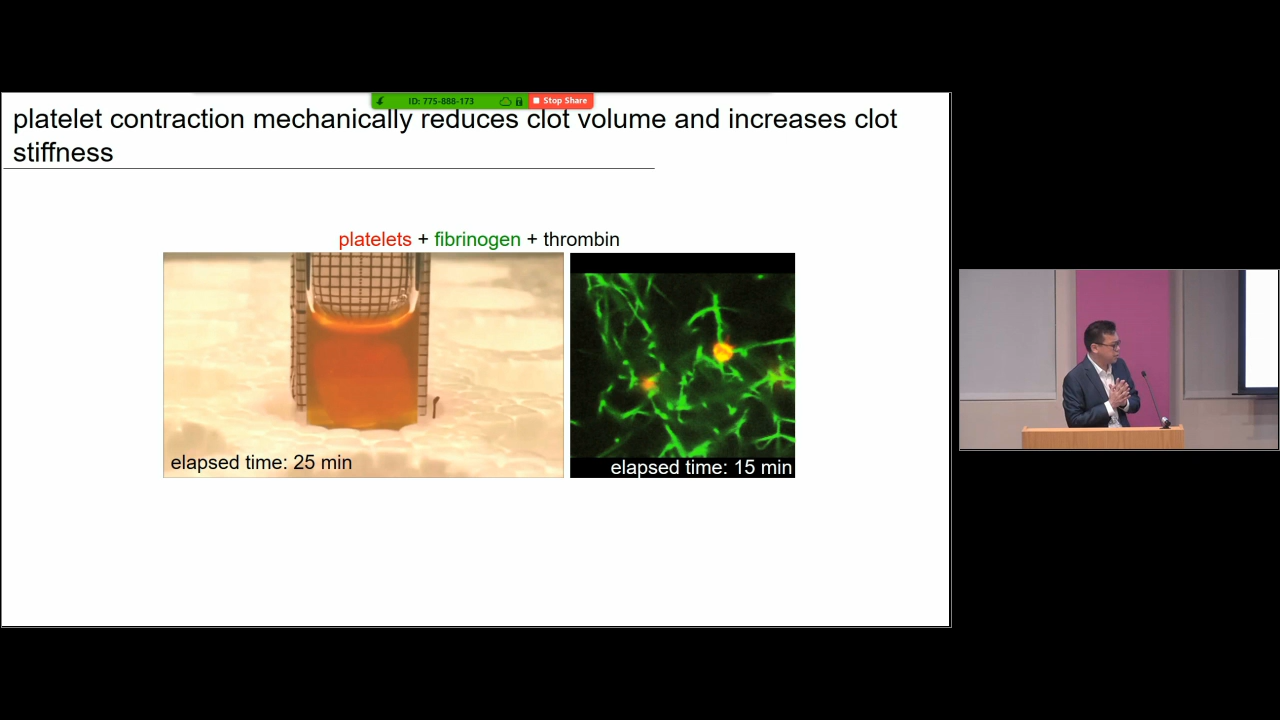 ID: 775-888-173
Stop Share
platelet contraction mechanically reduces clot volume and increases clot
stiffness
platelets + fibrinogen + thrombin
elapsed time: 25 min
elapsed time: 15 min